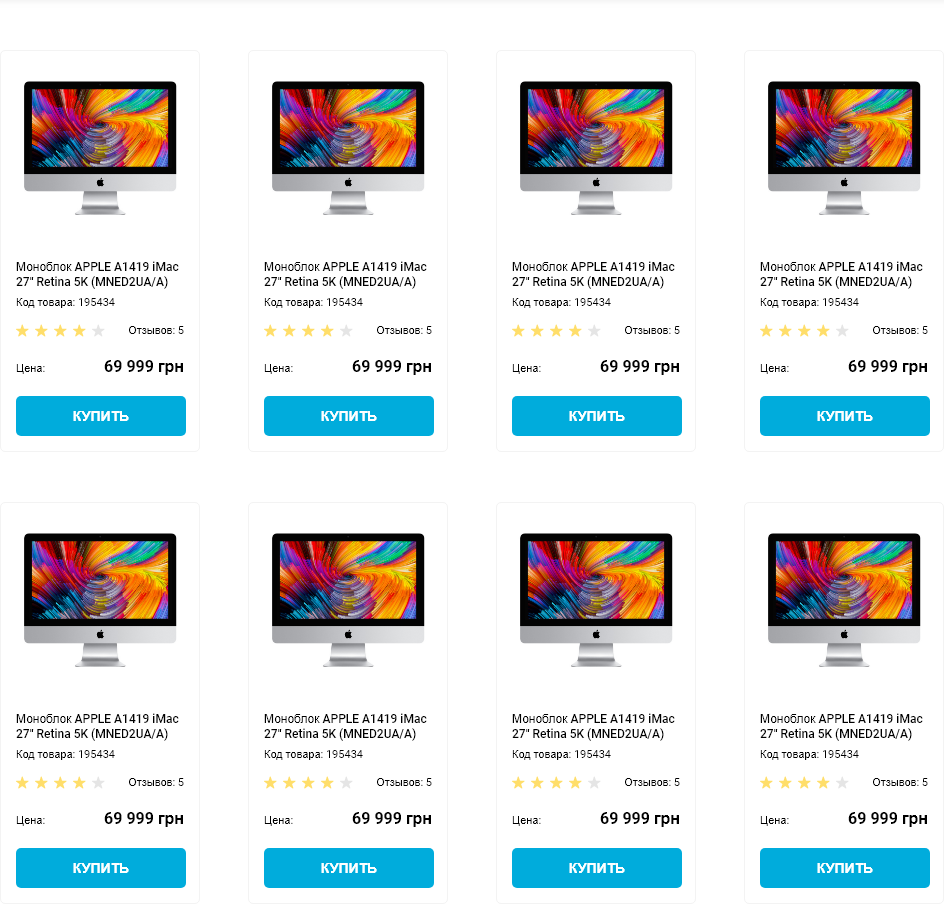 Моноблок APPLE A1419 iMac
27" Retina 5K (MNED2UA/A)
Код товара: 195434
Отзывов: 5
Цена: 69 999 грн
КУПИТЬ
Моноблок APPLE A1419 iMac
27" Retina 5K (MNED2UA/A)
Код товара: 195434
Отзывов: 5
Цена: 69 999 грн
КУПИТЬ
Моноблок APPLE A1419 iMac
27" Retina 5K (MNED2UA/A)
Код товара: 195434
Отзывов: 5
Цена: 69 999 грн
КУПИТЬ
Моноблок APPLE A1419 iMac
27" Retina 5K (MNED2UA/A)
Код товара: 195434
Отзывов: 5
Цена: 69 999 грн
КУПИТЬ
Моноблок APPLE A1419 iMac
27" Retina 5K (MNED2UA/A)
Код товара: 195434
Отзывов: 5
Цена: 69 999 грн
КУПИТЬ
Моноблок APPLE A1419 iMac
27" Retina 5K (MNED2UA/A)
Код товара: 195434
Отзывов: 5
Цена: 69 999 грн
КУПИТЬ
Моноблок APPLE A1419 iMac
27" Retina 5K (MNED2UA/A)
Код товара: 195434
Отзывов: 5
Цена: 69 999 грн
КУПИТЬ
Моноблок APPLE A1419 iMac
27" Retina 5K (MNED2UA/A)
Код товара: 195434
Отзывов: 5
Цена: 69 999 грн
КУПИТЬ